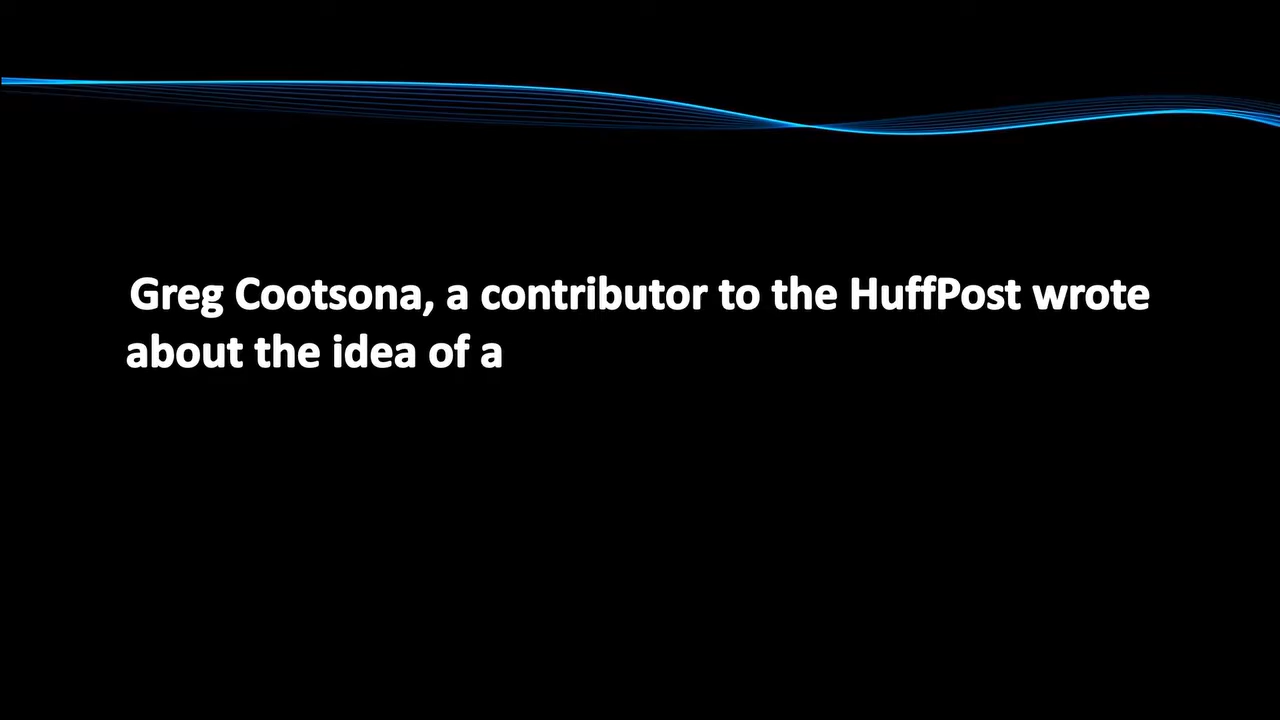 Greg Cootsona, a contributor to the HuffPost wrote
about the idea of a